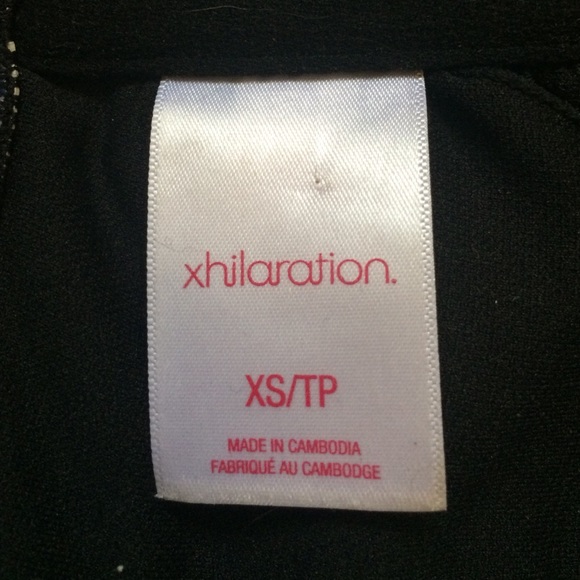 xhilaration.
XS/TP
MADE IN CAMBODIA
FABRIQUÉ AU CAMBODGE